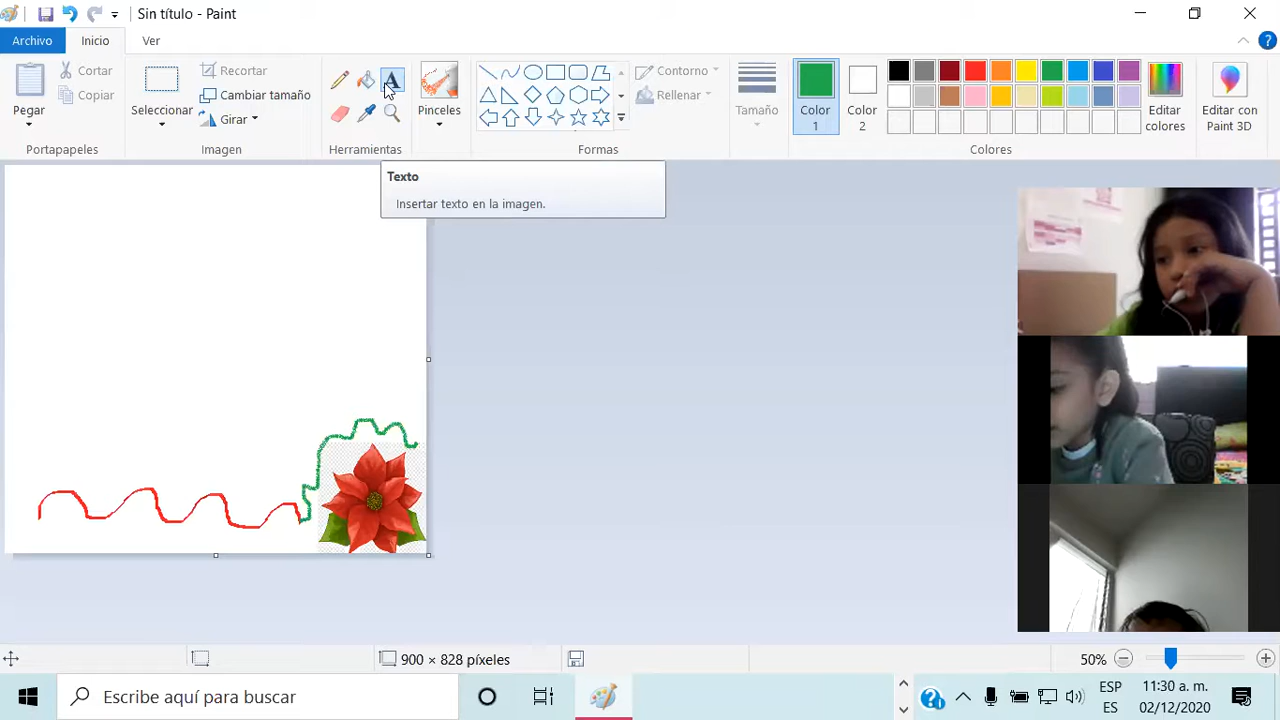 Sin título - Paint
Archivo
Inicio
Ver
Pegar
Cortar
Copiar
Portapapeles
Seleccionar
Recortar
Cambiar tamaño
Girar
Imagen
A
Herramientas
Pinceles
Contorno
Rellenar
Formas
Tamaño
Color
1
Color
2
Editar
colores
Editar con
Paint 3D
Colores
Texto
Insertar texto en la imagen.
900 × 828 píxeles
50%
Escribe aquí para buscar
ESP
ES
11:30 a. m.
02/12/2020